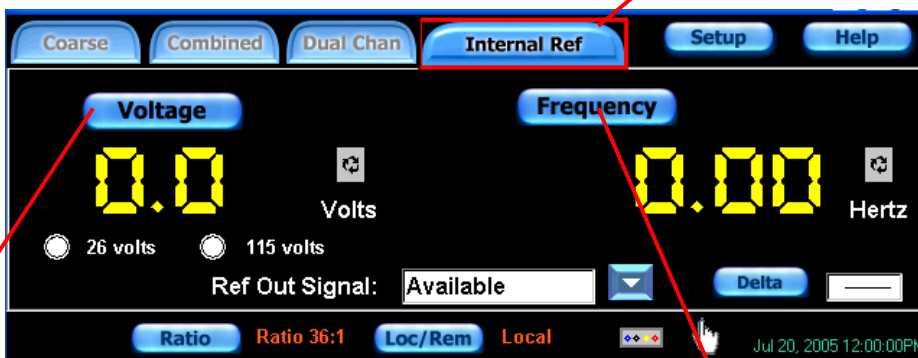 Coarse Combined Dual Chan Internal Ref Setup Help
Voltage Frequency
0.0 Volts 0.00 Hertz
26 volts 115 volts
Ref Out Signal: Available Delta
Ratio Ratio 36:1 Loc/Rem Local Jul 20, 2005 12:00:00PM